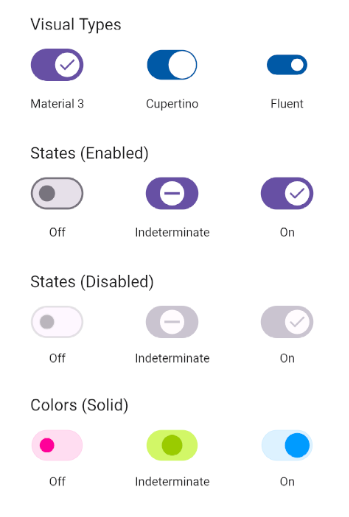 Visual Types
Material 3 Cupertino Fluent
States (Enabled)
Off Indeterminate On
States (Disabled)
Off Indeterminate On
Colors (Solid)
Off Indeterminate On